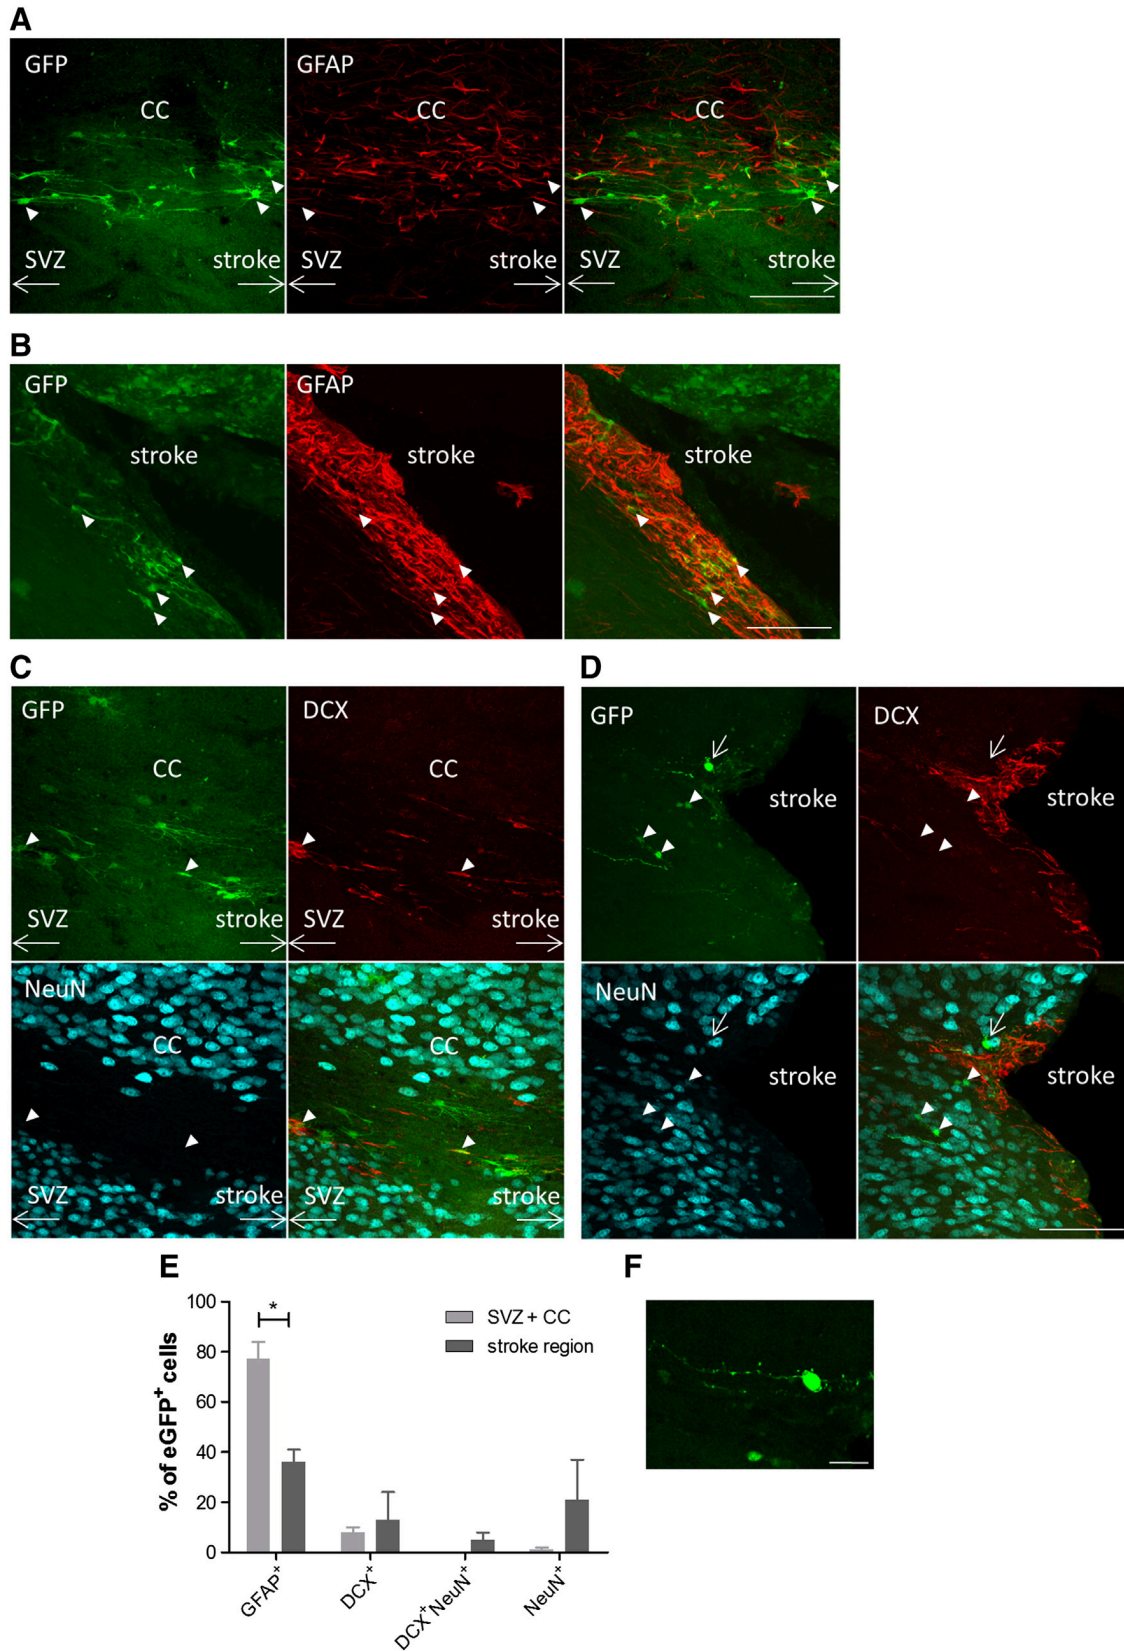 A
GFP GFAP
CC CC CC
SVZ stroke SVZ stroke SVZ stroke
B
GFP GFAP
stroke stroke stroke
C D
GFP DCX GFP DCX
CC CC
stroke stroke
SVZ stroke SVZ stroke
NeuN NeuN
CC CC
stroke stroke
SVZ stroke SVZ stroke
E F
100
80
60
40
20
0
% of eGFP⁺ cells
*
SVZ + CC
stroke region
GFAP⁺
DCX⁺
DCX⁺NeuN⁺
NeuN⁺